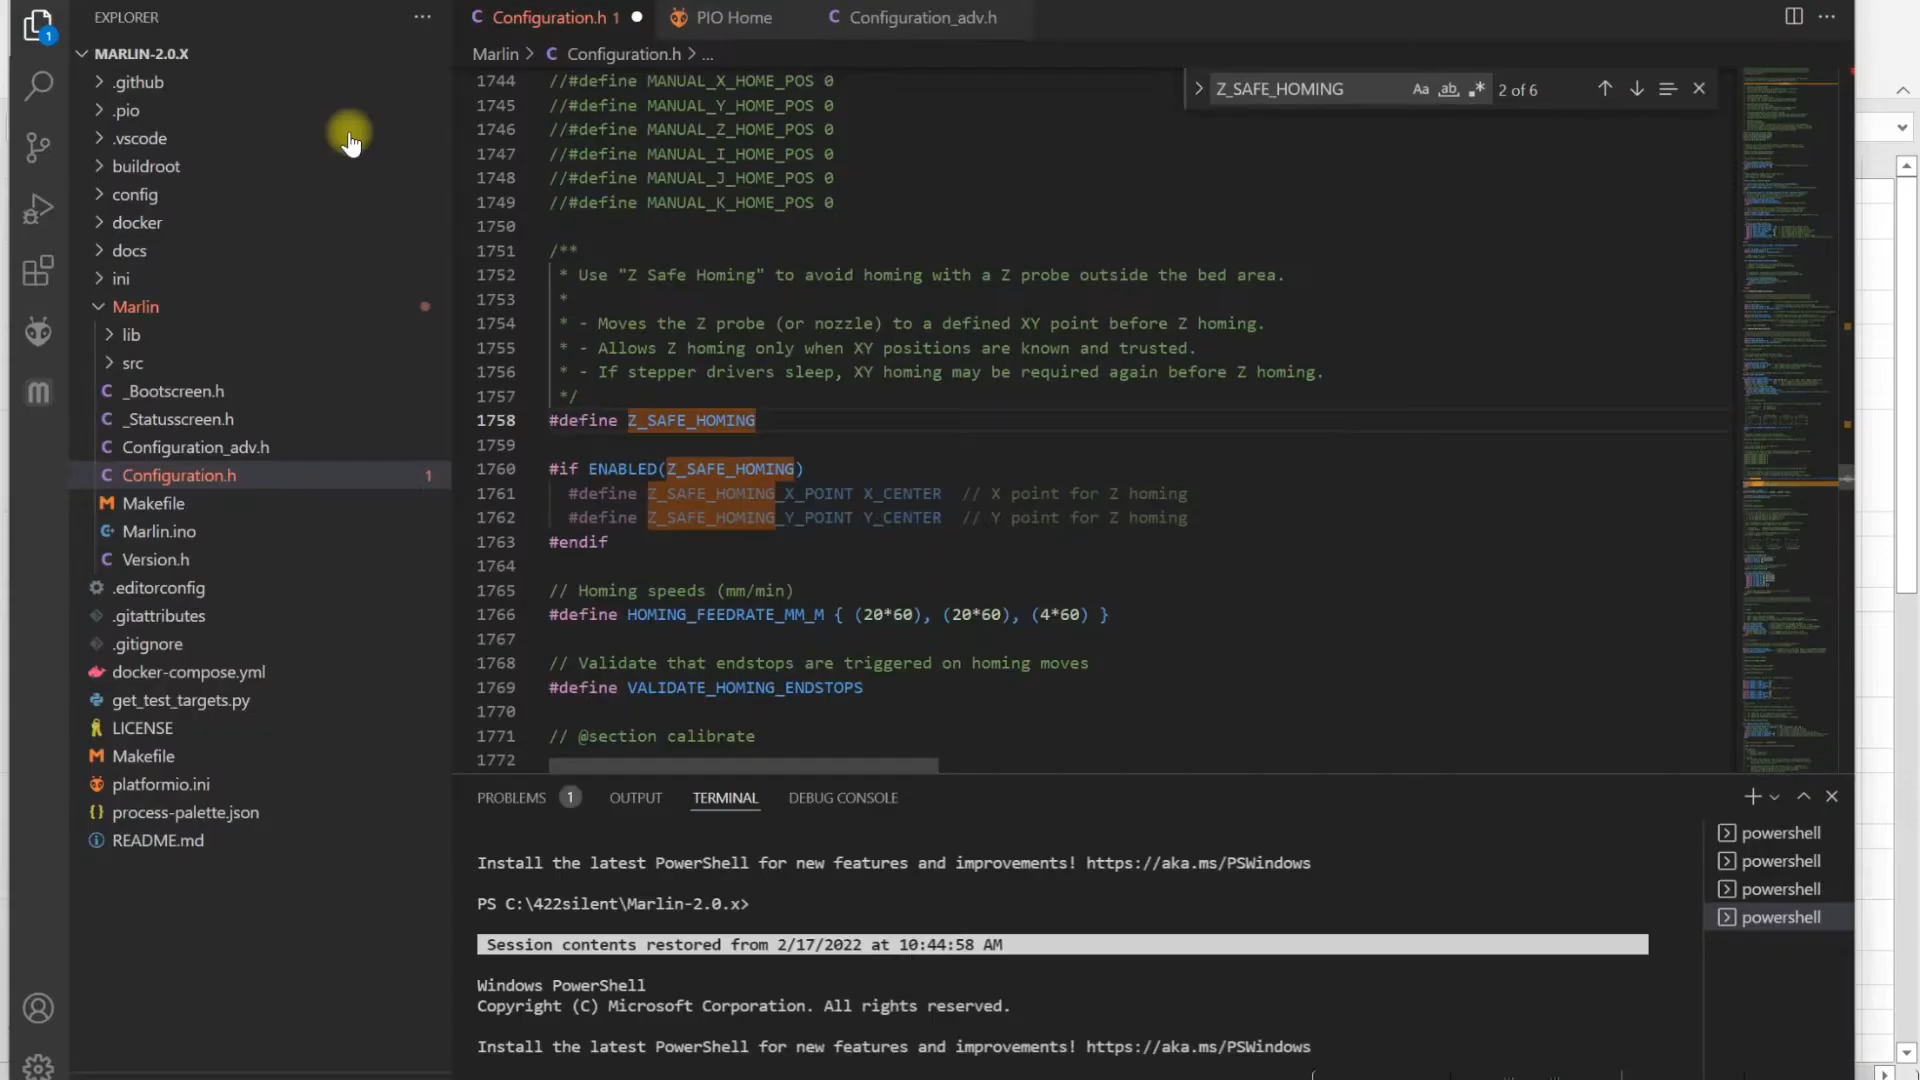 EXPLORER
MARLIN-2.0.X
.github
.pio
.vscode
buildroot
config
docker
docs
ini
Marlin
lib
src
C _Bootscreen.h
C _Statusscreen.h
C Configuration_adv.h
C Configuration.h 1
M Makefile
Marlin.ino
C Version.h
.editorconfig
.gitattributes
.gitignore
docker-compose.yml
get_test_targets.py
LICENSE
M Makefile
platformio.ini
{} process-palette.json
README.md
1
C Configuration.h 1
PIO Home
C Configuration_adv.h
Marlin > C Configuration.h > ...
Z_SAFE_HOMING Aa ab 2 of 6
1744 //#define MANUAL_X_HOME_POS 0
1745 //#define MANUAL_Y_HOME_POS 0
1746 //#define MANUAL_Z_HOME_POS 0
1747 //#define MANUAL_I_HOME_POS 0
1748 //#define MANUAL_J_HOME_POS 0
1749 //#define MANUAL_K_HOME_POS 0
1750
1751 /**
1752 * Use "Z Safe Homing" to avoid homing with a Z probe outside the bed area.
1753 *
1754 * - Moves the Z probe (or nozzle) to a defined XY point before Z homing.
1755 * - Allows Z homing only when XY positions are known and trusted.
1756 * - If stepper drivers sleep, XY homing may be required again before Z homing.
1757 */
1758 #define Z_SAFE_HOMING
1759
1760 #if ENABLED(Z_SAFE_HOMING)
1761 #define Z_SAFE_HOMING_X_POINT X_CENTER // X point for Z homing
1762 #define Z_SAFE_HOMING_Y_POINT Y_CENTER // Y point for Z homing
1763 #endif
1764
1765 // Homing speeds (mm/min)
1766 #define HOMING_FEEDRATE_MM_M { (20*60), (20*60), (4*60) }
1767
1768 // Validate that endstops are triggered on homing moves
1769 #define VALIDATE_HOMING_ENDSTOPS
1770
1771 // @section calibrate
1772
PROBLEMS 1 OUTPUT TERMINAL DEBUG CONSOLE
Install the latest PowerShell for new features and improvements! https://aka.ms/PSWindows
PS C:\422silent\Marlin-2.0.x>
Session contents restored from 2/17/2022 at 10:44:58 AM
Windows PowerShell
Copyright (C) Microsoft Corporation. All rights reserved.
Install the latest PowerShell for new features and improvements! https://aka.ms/PSWindows
powershell
powershell
powershell
powershell